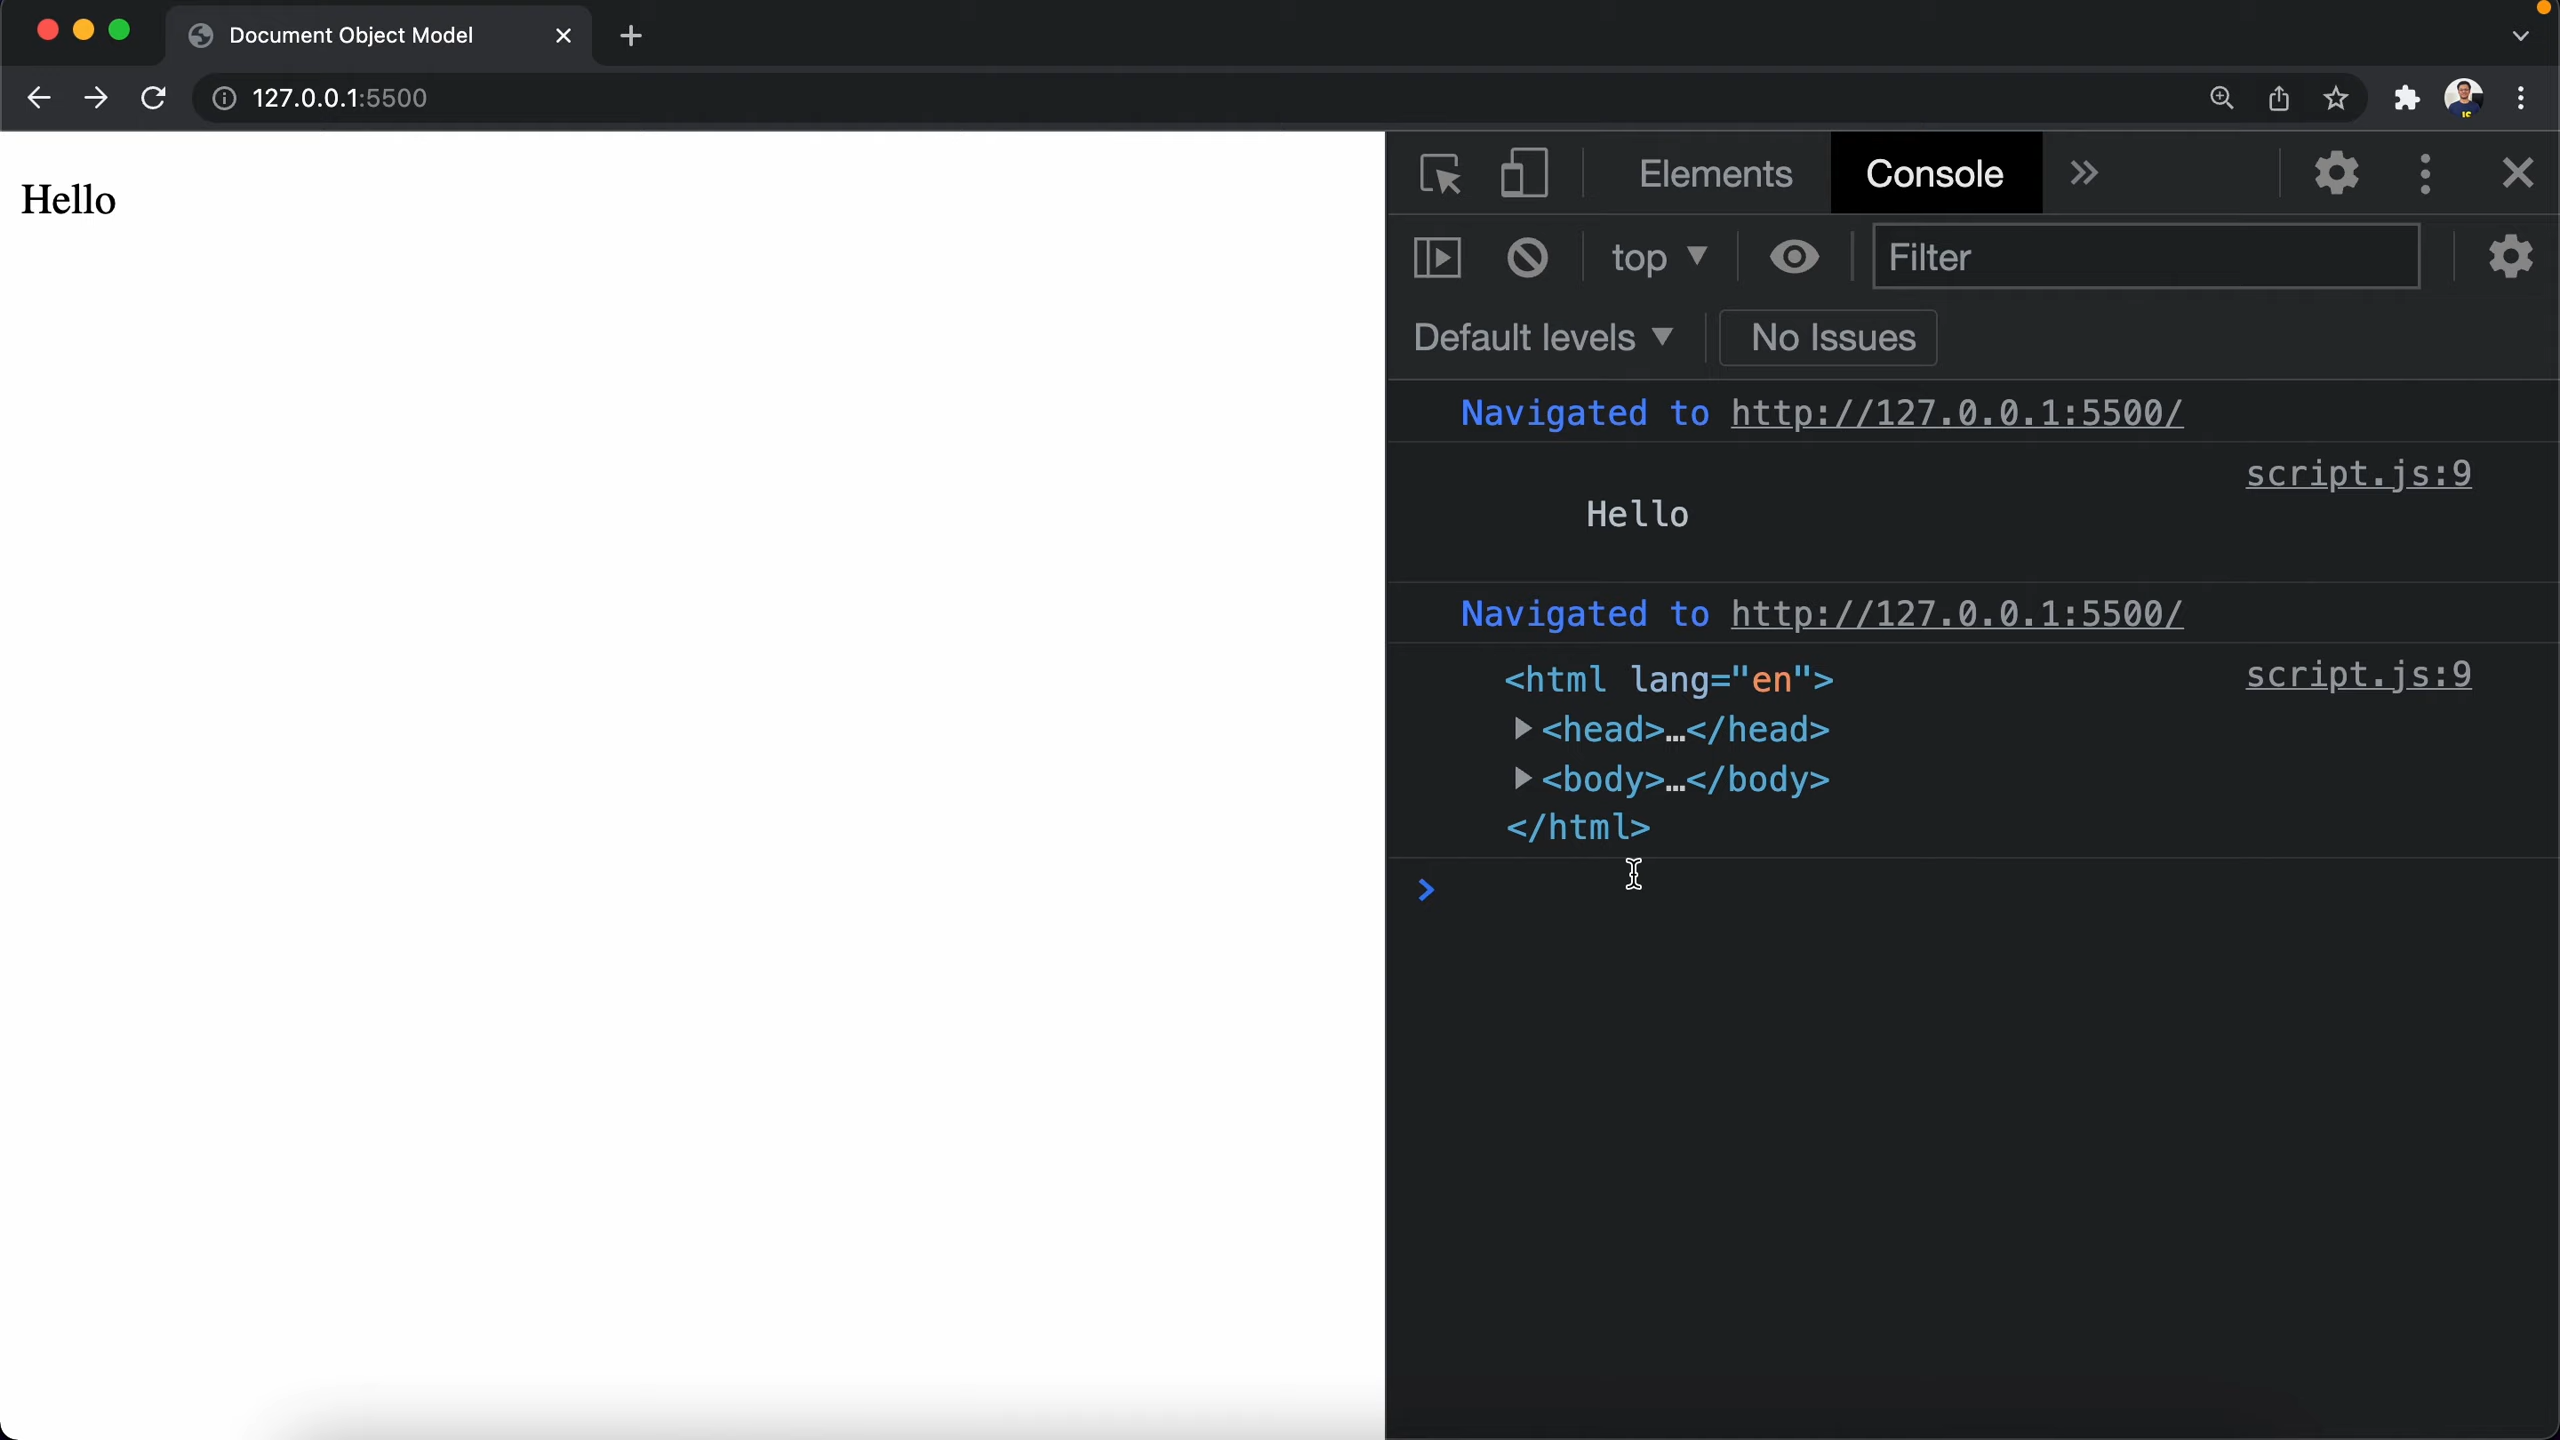 Document Object Model
127.0.0.1:5500
Hello
Elements
Console
top
Filter
Default levels
No Issues
Navigated to http://127.0.0.1:5500/
script.js:9
Hello
Navigated to http://127.0.0.1:5500/
<html lang="en"> script.js:9
<head>…</head>
<body>…</body>
</html>
>